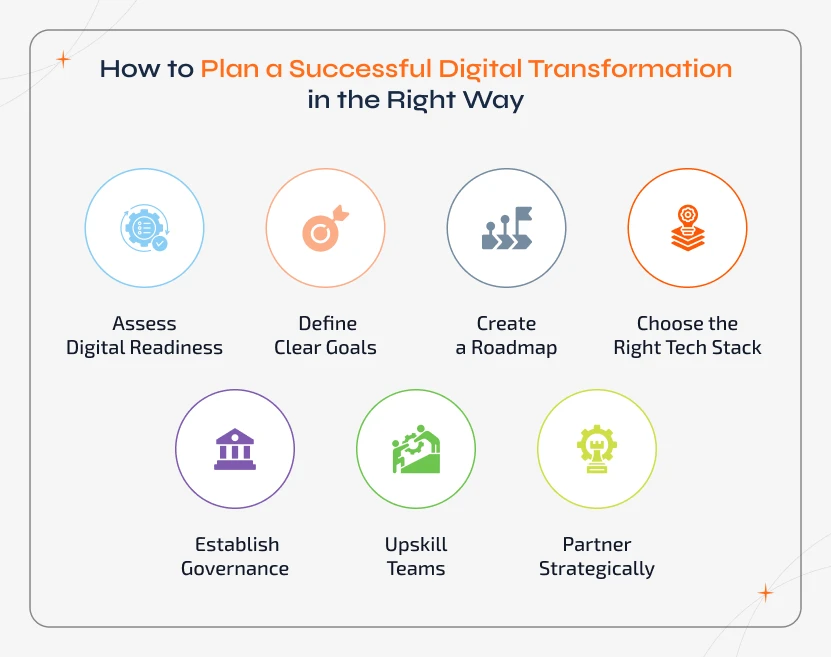 How to Plan a Successful Digital Transformation
in the Right Way
Assess
Digital Readiness
Define
Clear Goals
Create
a Roadmap
Choose the
Right Tech Stack
Establish
Governance
Upskill
Teams
Partner
Strategically